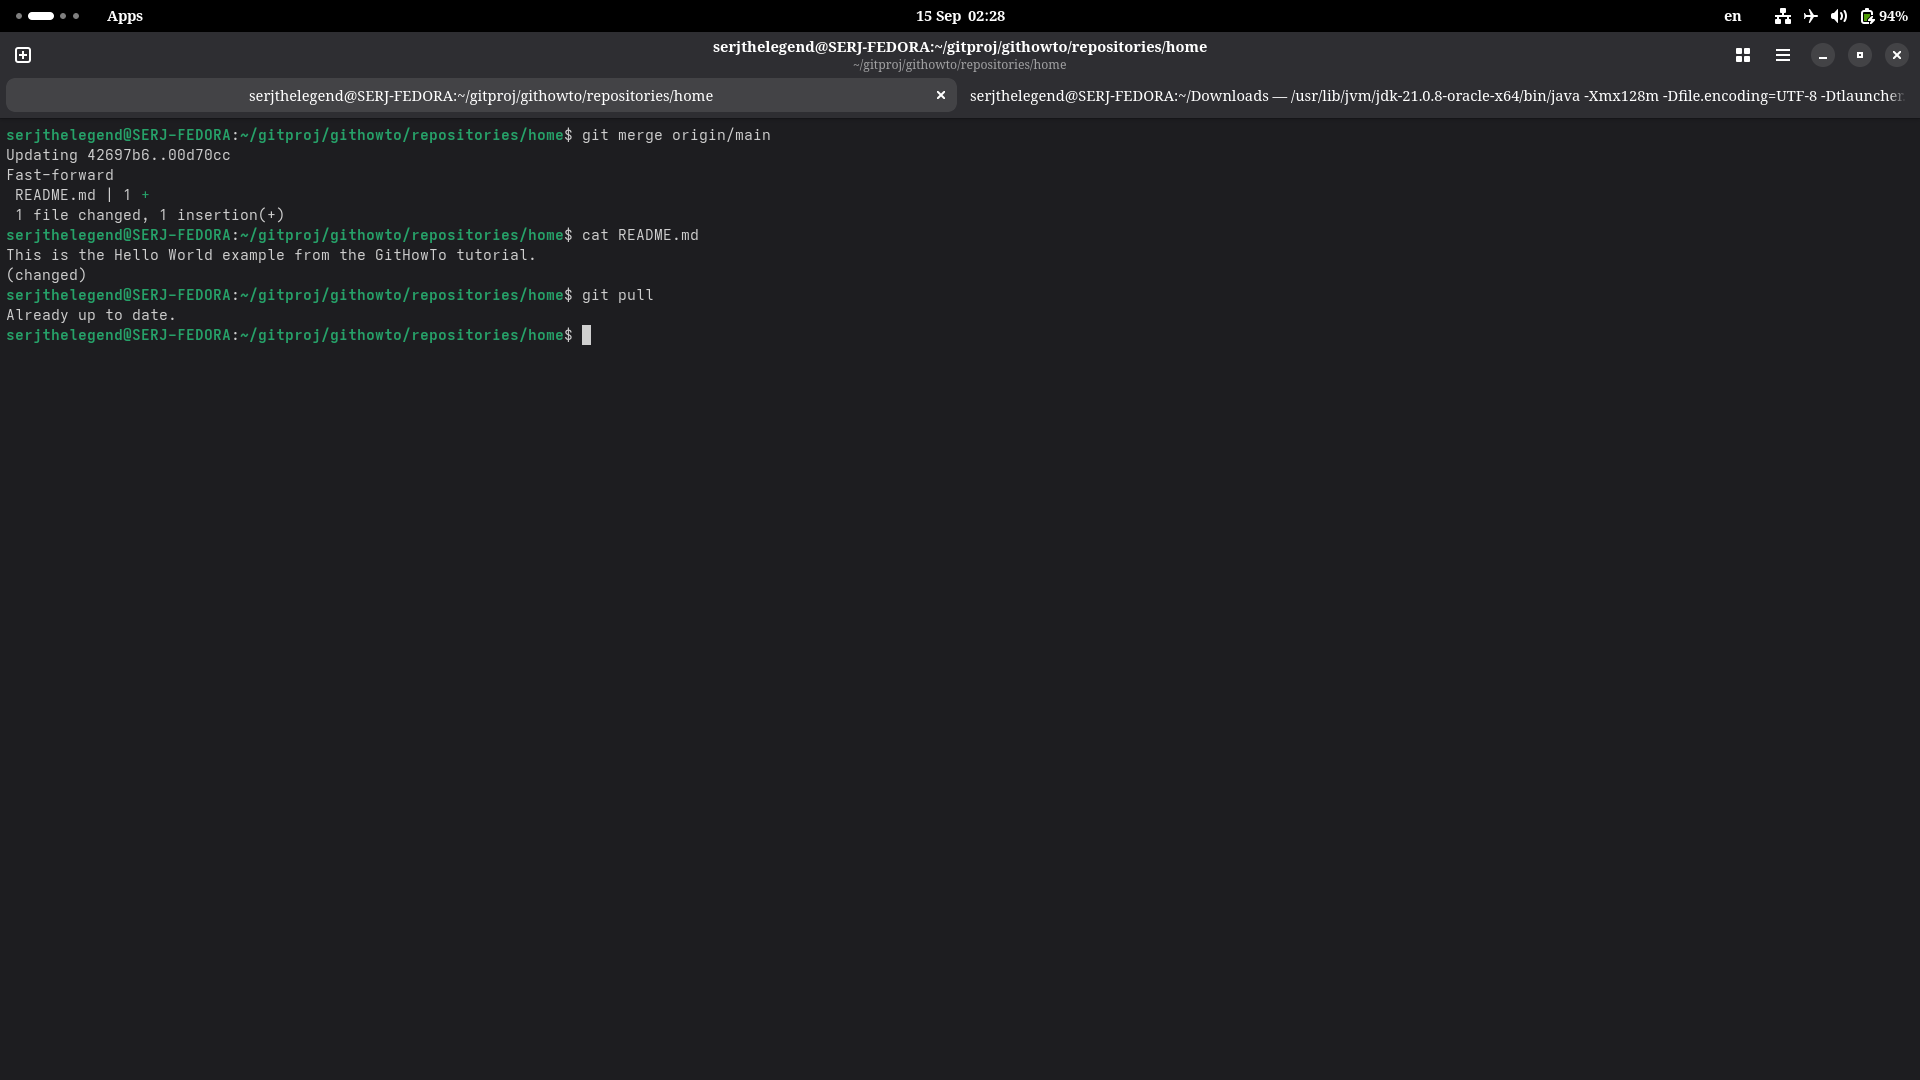 Apps
15 Sep 02:28
en
94%
serjthelegend@SERJ-FEDORA:~/gitproj/githowto/repositories/home
~/gitproj/githowto/repositories/home
serjthelegend@SERJ-FEDORA:~/gitproj/githowto/repositories/home
serjthelegend@SERJ-FEDORA:~/Downloads — /usr/lib/jvm/jdk-21.0.8-oracle-x64/bin/java -Xmx128m -Dfile.encoding=UTF-8 -Dtlauncher
serjthelegend@SERJ-FEDORA:~/gitproj/githowto/repositories/home$ git merge origin/main
Updating 42697b6..00d70cc
Fast-forward
 README.md | 1 +
 1 file changed, 1 insertion(+)
serjthelegend@SERJ-FEDORA:~/gitproj/githowto/repositories/home$ cat README.md
This is the Hello World example from the GitHowTo tutorial.
(changed)
serjthelegend@SERJ-FEDORA:~/gitproj/githowto/repositories/home$ git pull
Already up to date.
serjthelegend@SERJ-FEDORA:~/gitproj/githowto/repositories/home$